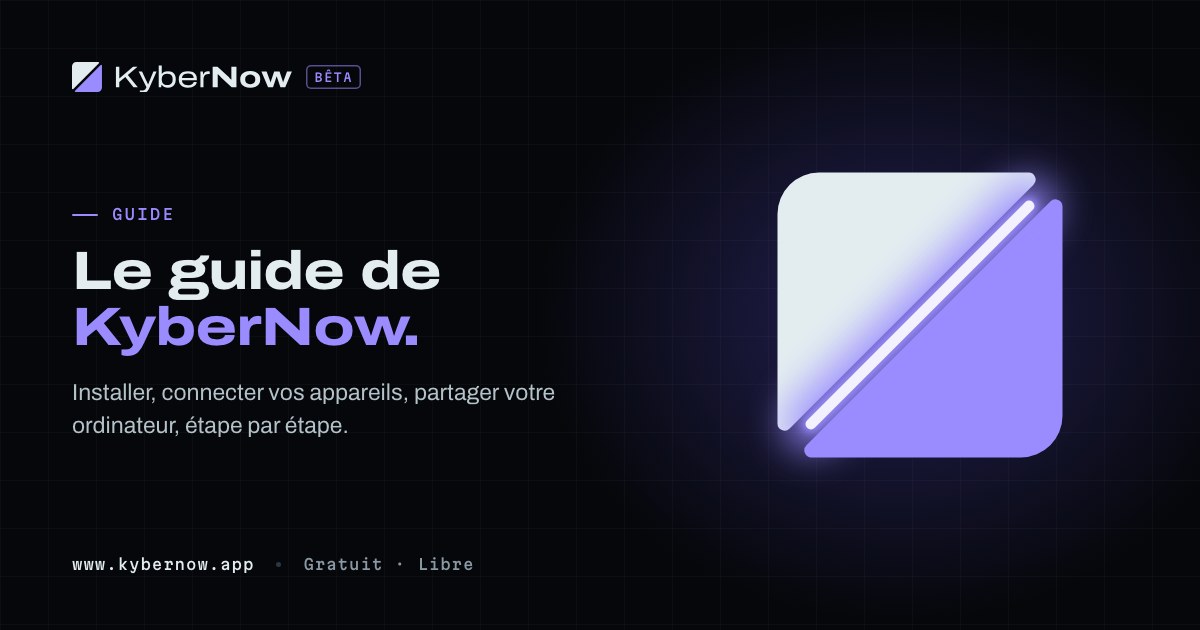 KyberNow BÊTA
GUIDE
Le guide de
KyberNow.
Installer, connecter vos appareils, partager votre
ordinateur, étape par étape.
www.kybernow.app • Gratuit · Libre